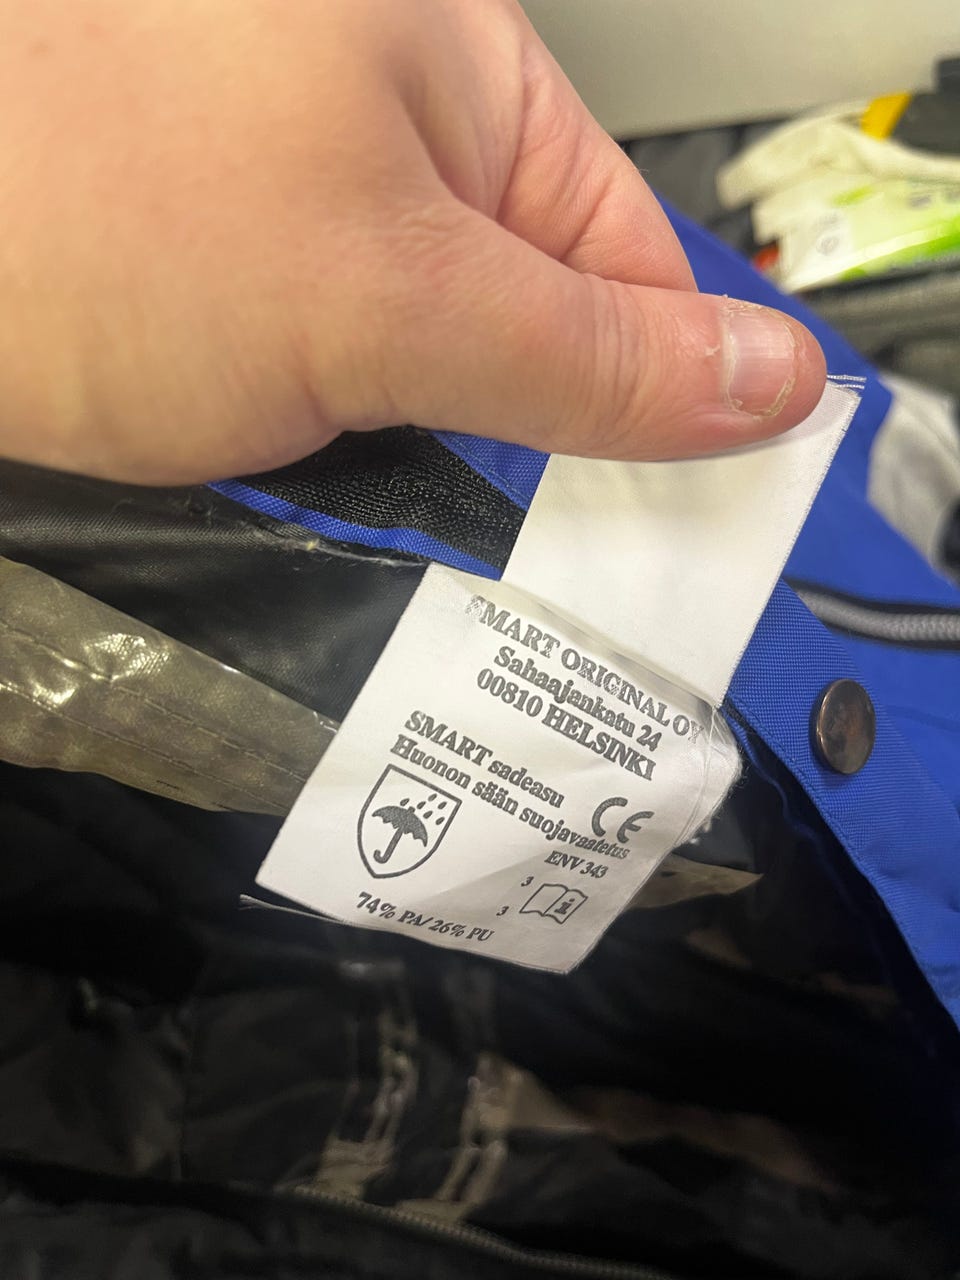 SMART ORIGINAL OY
Sahaajankatu 24
00810 HELSINKI
SMART sadeasu
Huonon sään suojavaatetus
CE
ENV 343
3
3
i
74% PA/ 26% PU